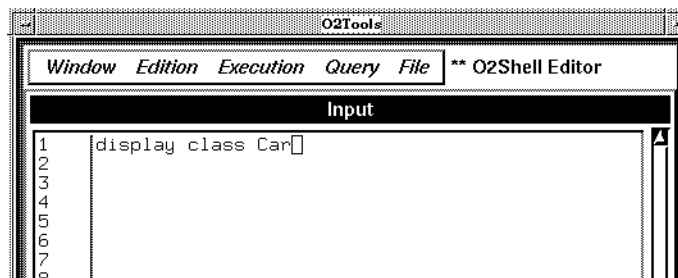 O2Tools
Window Edition Execution Query File ** O2Shell Editor
Input
1 display class Car
2
3
4
5
6
7
8